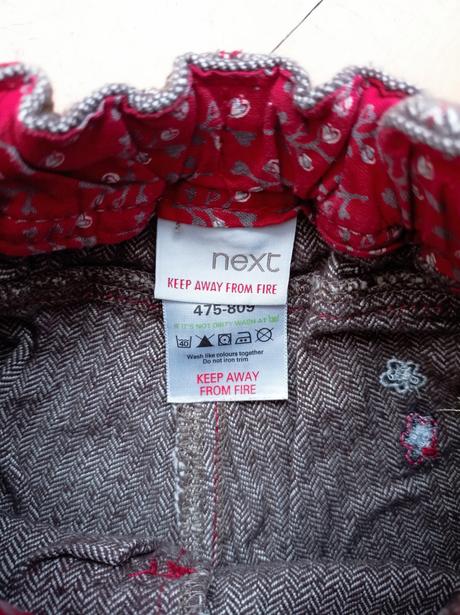 next
KEEP AWAY FROM FIRE
475-809
IF IT'S NOT DIRTY WASH AT 30
40
Wash like colours together
Do not iron trim
KEEP AWAY
FROM FIRE